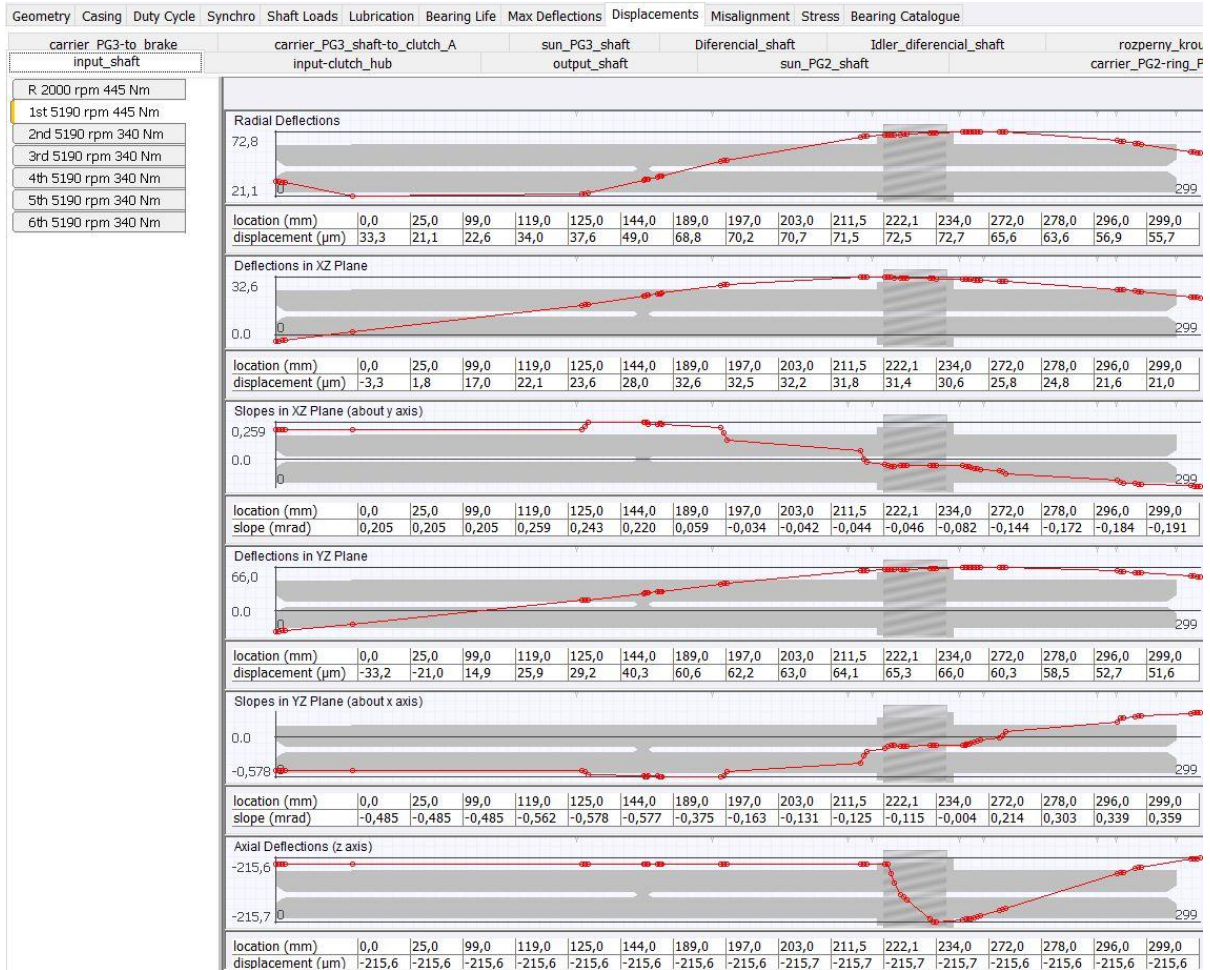 Geometry Casing Duty Cycle Synchro Shaft Loads Lubrication Bearing Life Max Deflections Displacements Misalignment Stress Bearing Catalogue
carrier_PG3-to_brake carrier_PG3_shaft-to_clutch_A sun_PG3_shaft Diferencial_shaft Idler_diferencial_shaft rozperny_krou
input_shaft input-clutch_hub output_shaft sun_PG2_shaft carrier_PG2-ring_P
R 2000 rpm 445 Nm
1st 5190 rpm 445 Nm
2nd 5190 rpm 340 Nm
3rd 5190 rpm 340 Nm
4th 5190 rpm 340 Nm
5th 5190 rpm 340 Nm
6th 5190 rpm 340 Nm
Radial Deflections
72,8
21,1 0 299
location (mm) 0,0 25,0 99,0 119,0 125,0 144,0 189,0 197,0 203,0 211,5 222,1 234,0 272,0 278,0 296,0 299,0
displacement (µm) 33,3 21,1 22,6 34,0 37,6 49,0 68,8 70,2 70,7 71,5 72,5 72,7 65,6 63,6 56,9 55,7
Deflections in XZ Plane
32,6
0.0 0 299
location (mm) 0,0 25,0 99,0 119,0 125,0 144,0 189,0 197,0 203,0 211,5 222,1 234,0 272,0 278,0 296,0 299,0
displacement (µm) -3,3 1,8 17,0 22,1 23,6 28,0 32,6 32,5 32,2 31,8 31,4 30,6 25,8 24,8 21,6 21,0
Slopes in XZ Plane (about y axis)
0,259
0.0
0 299
location (mm) 0,0 25,0 99,0 119,0 125,0 144,0 189,0 197,0 203,0 211,5 222,1 234,0 272,0 278,0 296,0 299,0
slope (mrad) 0,205 0,205 0,205 0,259 0,243 0,220 0,059 -0,034 -0,042 -0,044 -0,046 -0,082 -0,144 -0,172 -0,184 -0,191
Deflections in YZ Plane
66,0
0.0 0 299
location (mm) 0,0 25,0 99,0 119,0 125,0 144,0 189,0 197,0 203,0 211,5 222,1 234,0 272,0 278,0 296,0 299,0
displacement (µm) -33,2 -21,0 14,9 25,9 29,2 40,3 60,6 62,2 63,0 64,1 65,3 66,0 60,3 58,5 52,7 51,6
Slopes in YZ Plane (about x axis)
0.0
-0,578 0 299
location (mm) 0,0 25,0 99,0 119,0 125,0 144,0 189,0 197,0 203,0 211,5 222,1 234,0 272,0 278,0 296,0 299,0
slope (mrad) -0,485 -0,485 -0,485 -0,562 -0,578 -0,577 -0,375 -0,163 -0,131 -0,125 -0,115 -0,004 0,214 0,303 0,339 0,359
Axial Deflections (z axis)
-215,6
-215,7 0 299
location (mm) 0,0 25,0 99,0 119,0 125,0 144,0 189,0 197,0 203,0 211,5 222,1 234,0 272,0 278,0 296,0 299,0
displacement (µm) -215,6 -215,6 -215,6 -215,6 -215,6 -215,6 -215,6 -215,6 -215,6 -215,7 -215,7 -215,7 -215,6 -215,6 -215,6 -215,6